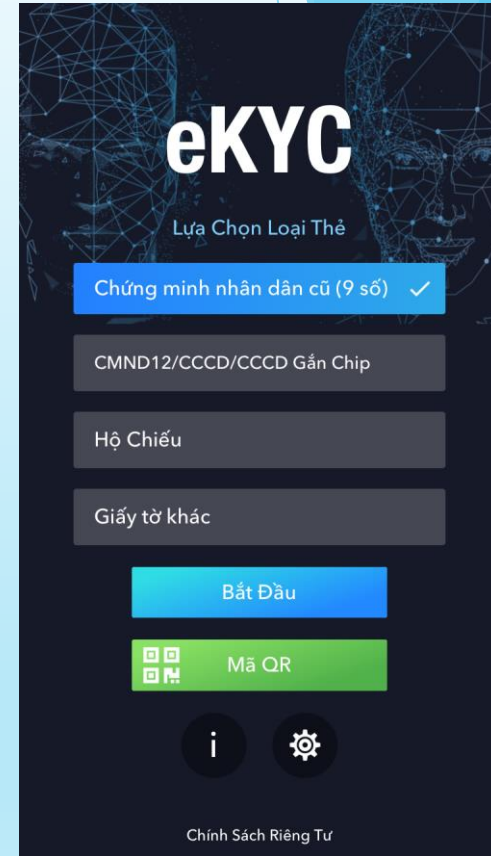 eKYC
Lựa Chọn Loại Thẻ
Chứng minh nhân dân cũ (9 số)
CMND12/CCCD/CCCD Gắn Chip
Hộ Chiếu
Giấy tờ khác
Bắt Đầu
Mã QR
i
Chính Sách Riêng Tư